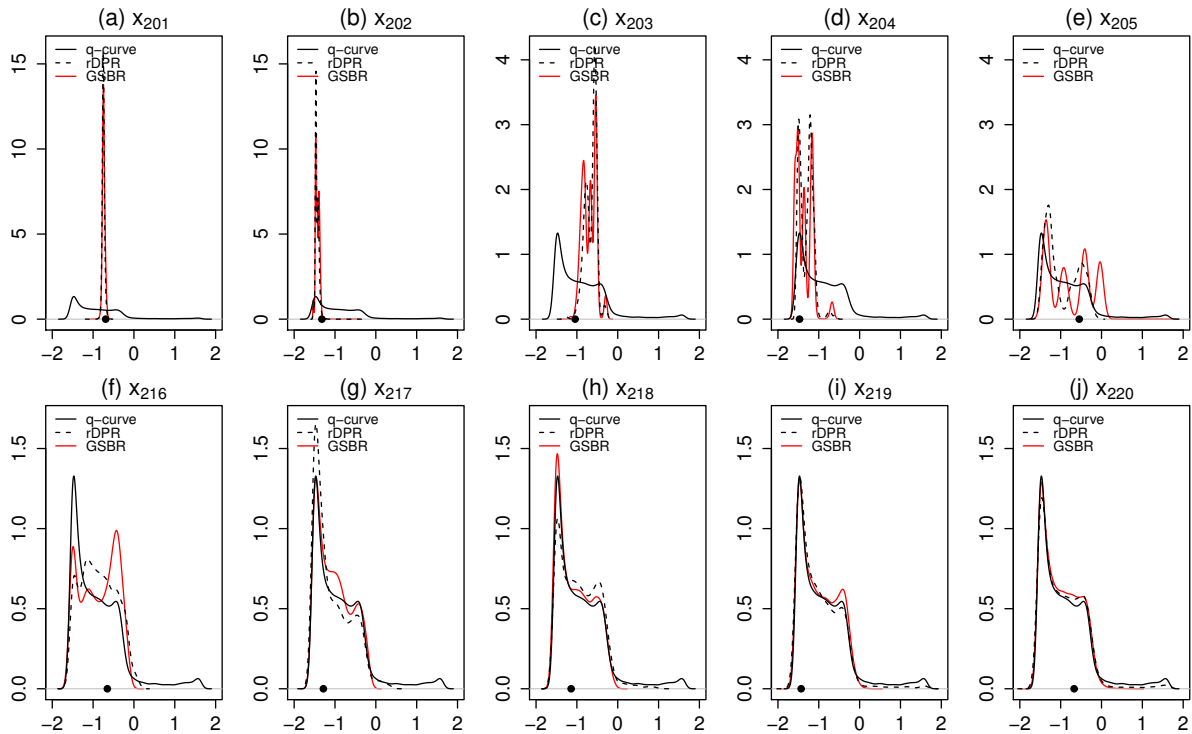 (a) x201
(b) x202
(c) x203
(d) x204
(e) x205
q−curve
rDPR
GSBR
0 5 10 15
−2 −1 0 1 2
q−curve
rDPR
GSBR
0 5 10 15
−2 −1 0 1 2
q−curve
rDPR
GSBR
0 1 2 3 4
−2 −1 0 1 2
q−curve
rDPR
GSBR
0 1 2 3 4
−2 −1 0 1 2
q−curve
rDPR
GSBR
0 1 2 3 4
−2 −1 0 1 2
(f) x216
(g) x217
(h) x218
(i) x219
(j) x220
q−curve
rDPR
GSBR
0.0 0.5 1.0 1.5
−2 −1 0 1 2
q−curve
rDPR
GSBR
0.0 0.5 1.0 1.5
−2 −1 0 1 2
q−curve
rDPR
GSBR
0.0 0.5 1.0 1.5
−2 −1 0 1 2
q−curve
rDPR
GSBR
0.0 0.5 1.0 1.5
−2 −1 0 1 2
q−curve
rDPR
GSBR
0.0 0.5 1.0 1.5
−2 −1 0 1 2